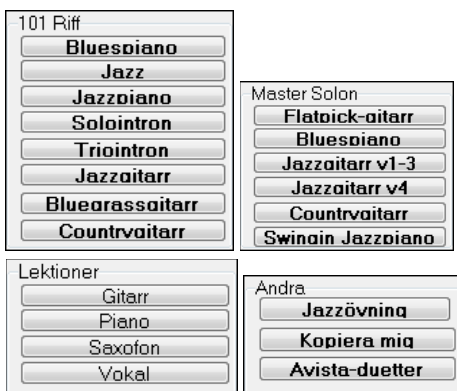 101 Riff
Bluespiano
Jazz
Jazzpiano
Solointron
Triointron
Jazzgitarr
Bluegrassgitarr
Countrygitarr
Master Solon
Flatpick-gitarr
Bluespiano
Jazzgitarr v1-3
Jazzgitarr v4
Countrygitarr
Swingin Jazzpiano
Lektioner
Gitarr
Piano
Saxofon
Vokal
Andra
Jazzövning
Kopiera mig
Avista-duetter